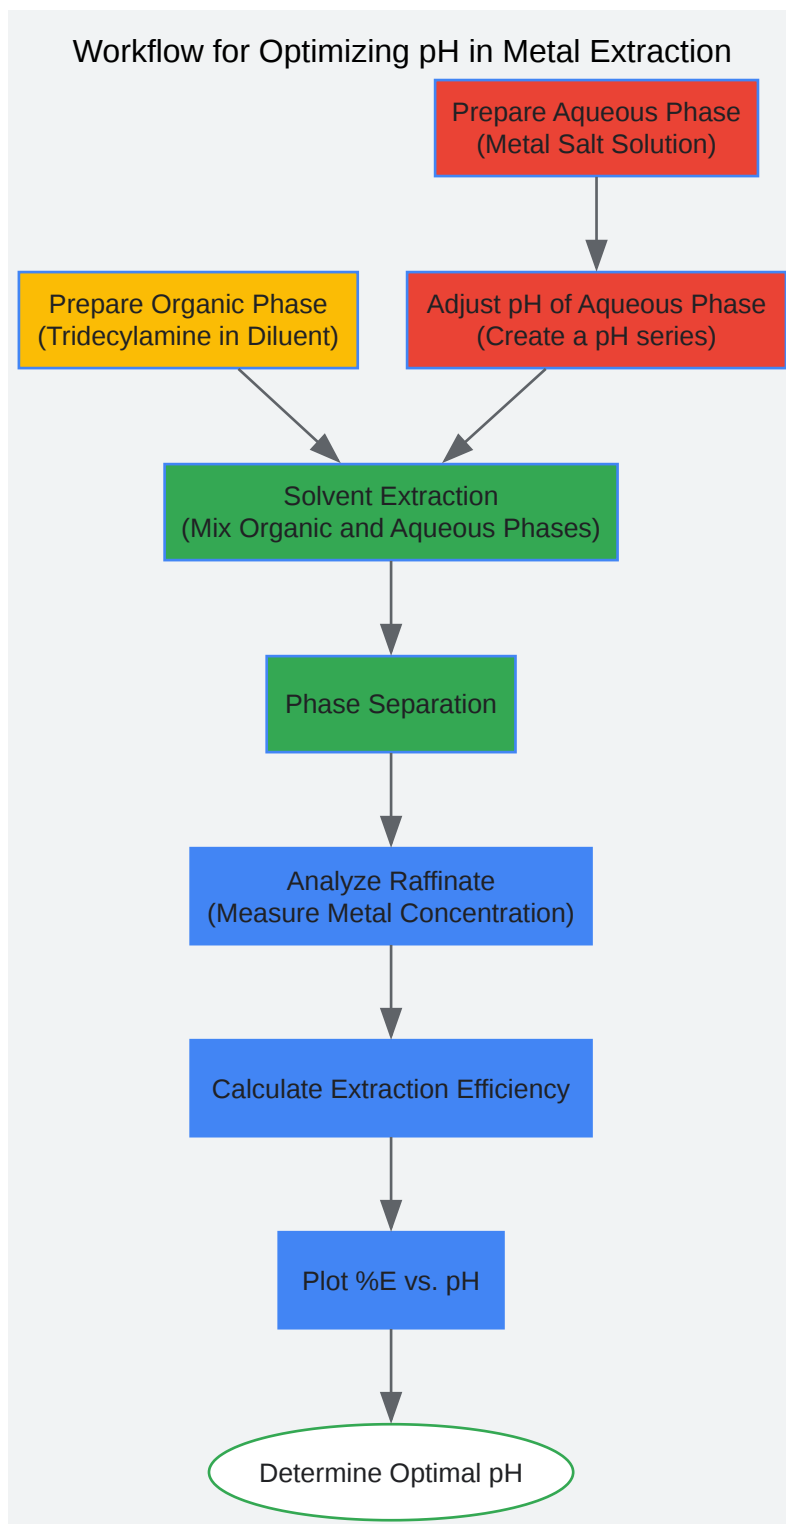 Workflow for Optimizing pH in Metal Extraction
Prepare Aqueous Phase
(Metal Salt Solution)
Prepare Organic Phase
(Tridecylamine in Diluent)
Adjust pH of Aqueous Phase
(Create a pH series)
Solvent Extraction
(Mix Organic and Aqueous Phases)
Phase Separation
Analyze Raffinate
(Measure Metal Concentration)
Calculate Extraction Efficiency
Plot %E vs. pH
Determine Optimal pH